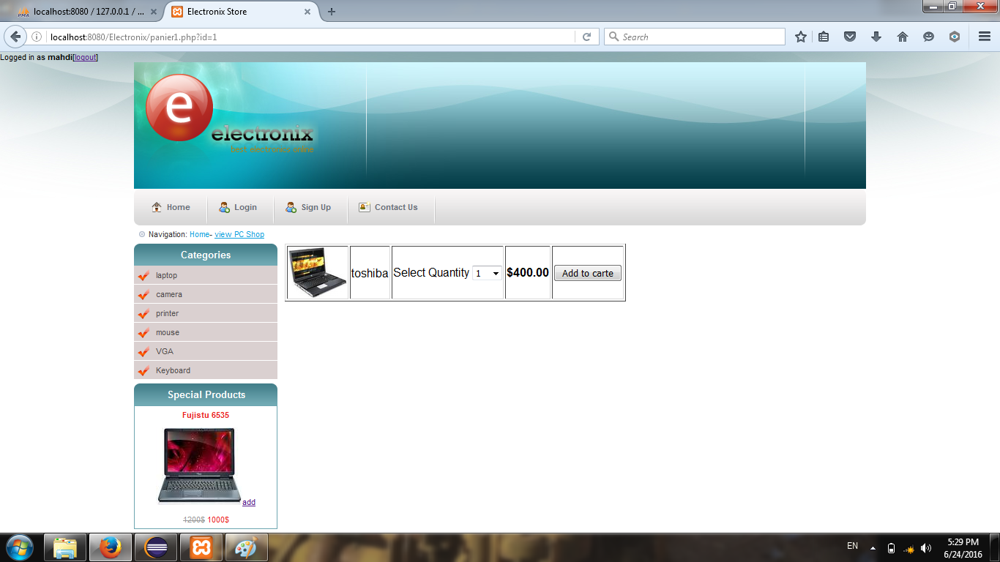 localhost:8080 / 127.0.0.1 / ...
Electronix Store
localhost:8080/Electronix/panier1.php?id=1
Search
Logged in as mahdi[logout]
e
electronix
Home
Login
Sign Up
Contact Us
Navigation: Home- view PC Shop
Categories
laptop
camera
printer
mouse
VGA
Keyboard
toshiba
Select Quantity 1
$400.00
Add to carte
Special Products
Fujistu 6535
add
1200$ 1000$
EN
5:29 PM
6/24/2016